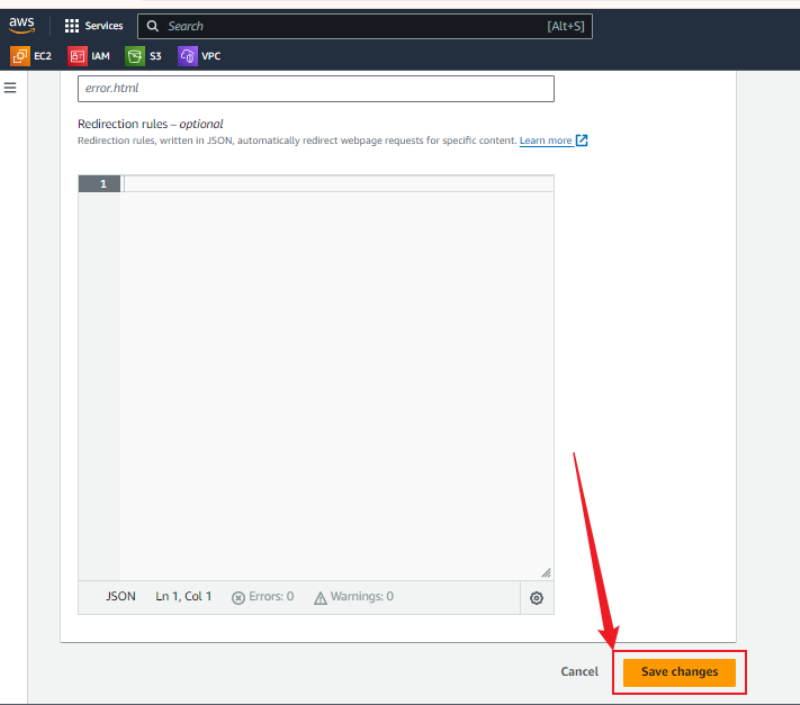 aws
Services
Search
[Alt+S]
EC2
IAM
S3
VPC
error.html
Redirection rules – optional
Redirection rules, written in JSON, automatically redirect webpage requests for specific content. Learn more
1
JSON Ln 1, Col 1 Errors: 0 Warnings: 0
Cancel
Save changes